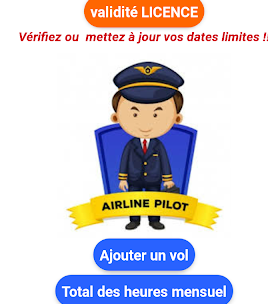 validité LICENCE
Vérifiez ou mettez à jour vos dates limites !!
AIRLINE PILOT
Ajouter un vol
Total des heures mensuel